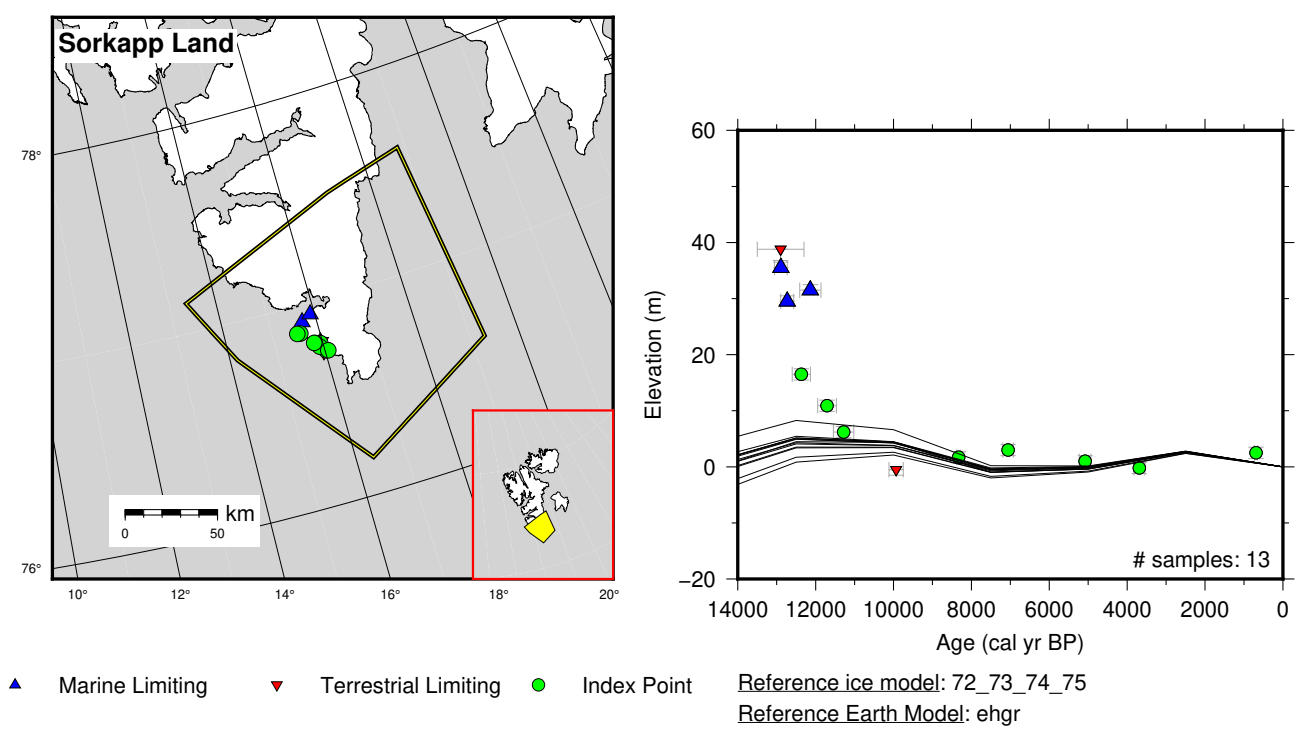 Sorkapp Land
78°
76°
10°
12°
14°
16°
18°
20°
km
0
50
60
40
20
0
−20
Elevation (m)
# samples: 13
14000
12000
10000
8000
6000
4000
2000
0
Age (cal yr BP)
Marine Limiting
Terrestrial Limiting
Index Point
Reference ice model: 72_73_74_75
Reference Earth Model: ehgr